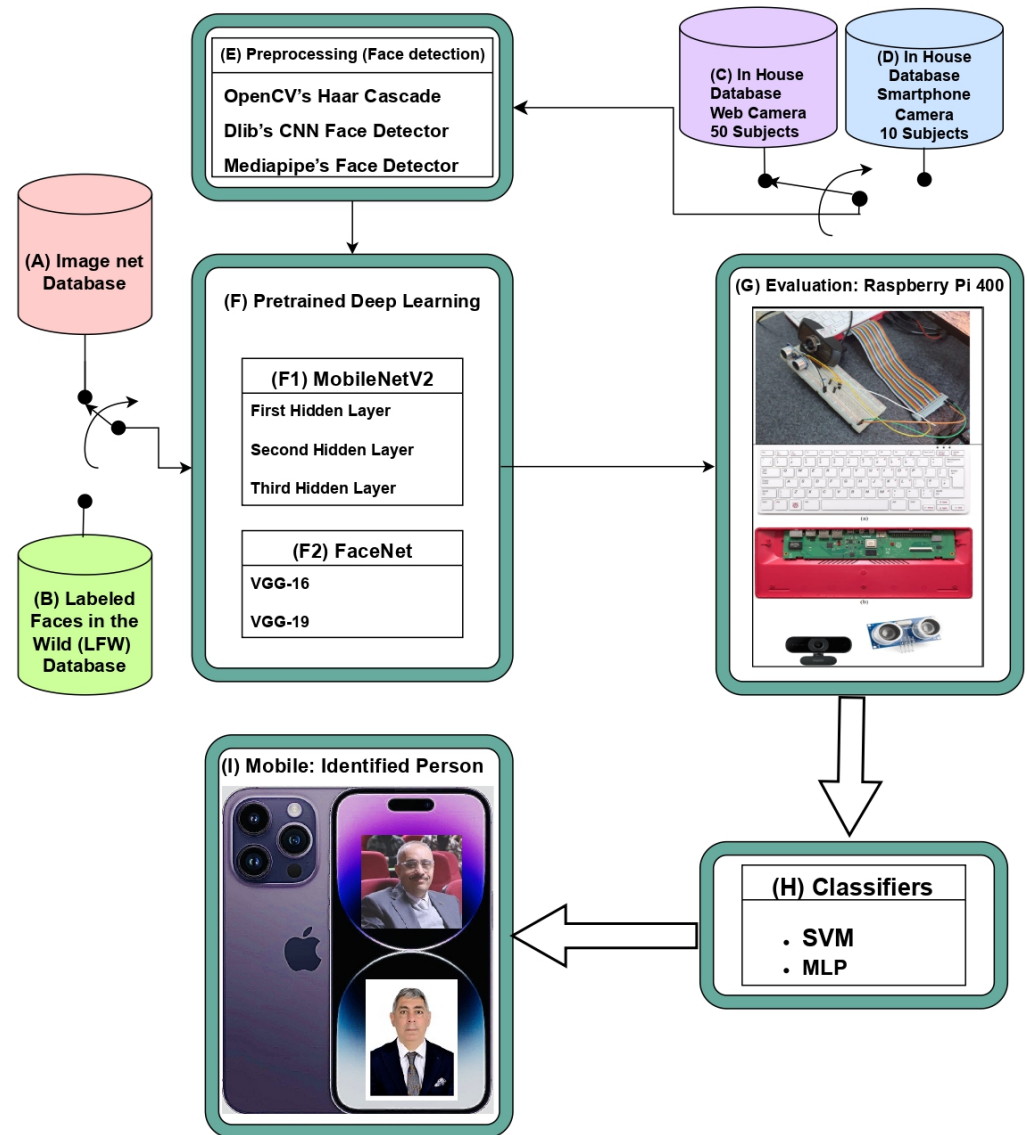 (E) Preprocessing (Face detection)
OpenCV's Haar Cascade
Dlib's CNN Face Detector
Mediapipe's Face Detector
(C) In House
Database
Web Camera
50 Subjects
(D) In House
Database
Smartphone
Camera
10 Subjects
(A) Image net
Database
(B) Labeled
Faces in the
Wild (LFW)
Database
(F) Pretrained Deep Learning
(F1) MobileNetV2
First Hidden Layer
Second Hidden Layer
Third Hidden Layer
(F2) FaceNet
VGG-16
VGG-19
(G) Evaluation: Raspberry Pi 400
(a)
(b)
(H) Classifiers
• SVM
• MLP
(I) Mobile: Identified Person